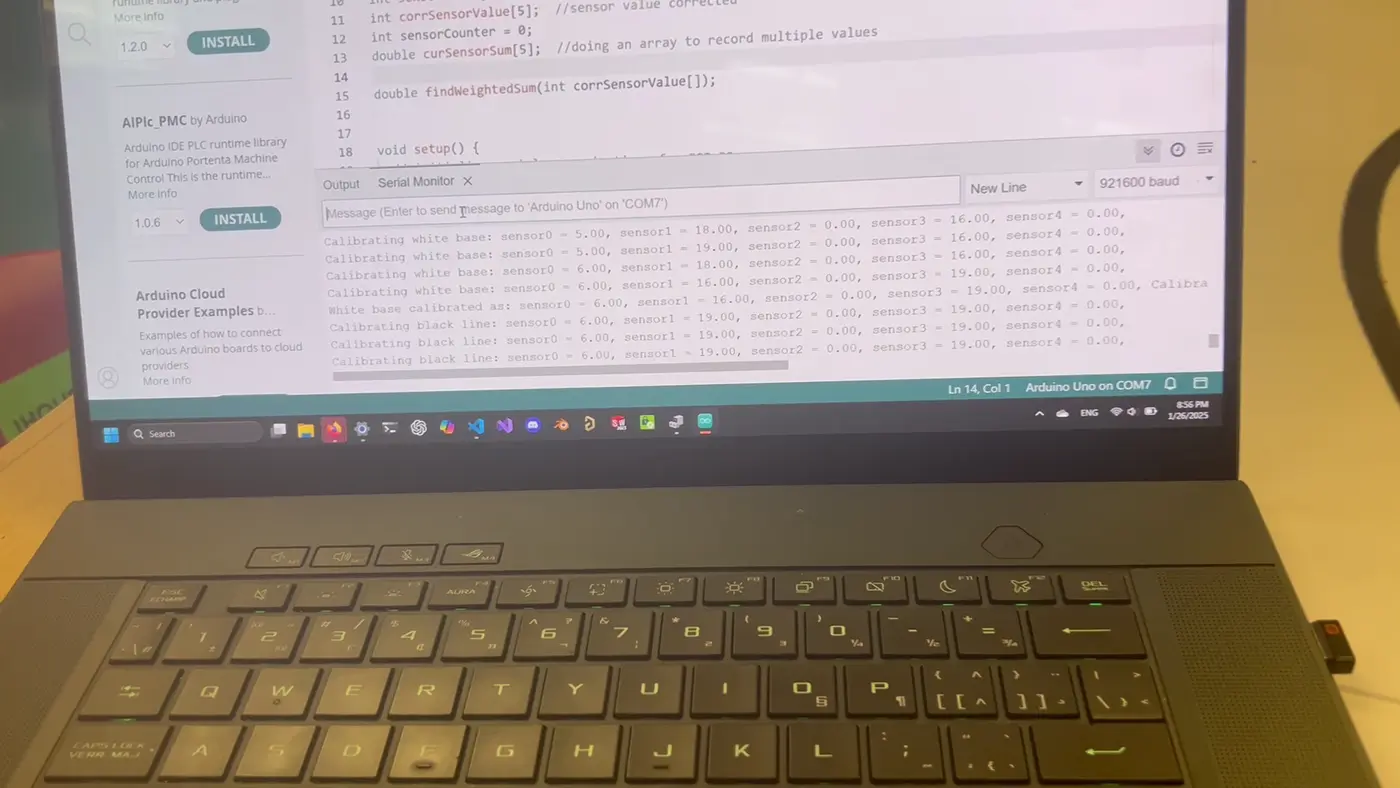 More info
1.2.0
INSTALL
AIPlc_PMC by Arduino
Arduino IDE PLC runtime library
for Arduino Portenta Machine
Control This is the runtime...
More info
1.0.6
INSTALL
Arduino Cloud
Provider Examples b...
Examples of how to connect
various Arduino boards to cloud
providers
More info
11 int corrSensorValue[5]; //sensor value corrected
12 int sensorCounter = 0;
13 double curSensorSum[5]; //doing an array to record multiple values
14
15 double findWeightedSum(int corrSensorValue[]);
16
17
18 void setup() {
Output Serial Monitor
Message (Enter to send message to 'Arduino Uno' on 'COM7')
New Line
921600 baud
Calibrating white base: sensor0 = 5.00, sensor1 = 18.00, sensor2 = 0.00, sensor3 = 16.00, sensor4 = 0.00,
Calibrating white base: sensor0 = 5.00, sensor1 = 19.00, sensor2 = 0.00, sensor3 = 16.00, sensor4 = 0.00,
Calibrating white base: sensor0 = 6.00, sensor1 = 18.00, sensor2 = 0.00, sensor3 = 16.00, sensor4 = 0.00,
Calibrating white base: sensor0 = 6.00, sensor1 = 16.00, sensor2 = 0.00, sensor3 = 19.00, sensor4 = 0.00,
White base calibrated as: sensor0 = 6.00, sensor1 = 16.00, sensor2 = 0.00, sensor3 = 19.00, sensor4 = 0.00, Calibra
Calibrating black line: sensor0 = 6.00, sensor1 = 19.00, sensor2 = 0.00, sensor3 = 19.00, sensor4 = 0.00,
Calibrating black line: sensor0 = 6.00, sensor1 = 19.00, sensor2 = 0.00, sensor3 = 19.00, sensor4 = 0.00,
Calibrating black line: sensor0 = 6.00, sensor1 = 19.00, sensor2 = 0.00, sensor3 = 19.00, sensor4 = 0.00,
Ln 14, Col 1 Arduino Uno on COM7
Search
ENG
8:56 PM
1/26/2025
ESC
AURA
F5 F6 F7 F8 F9 F10 F11 F12
DEL
1 2 3 4 5 6 7 8 9 0 - =
Q W E R T Y U I O P
CAPS LOCK
VERR. MAJ
A S D F G H J K L ;